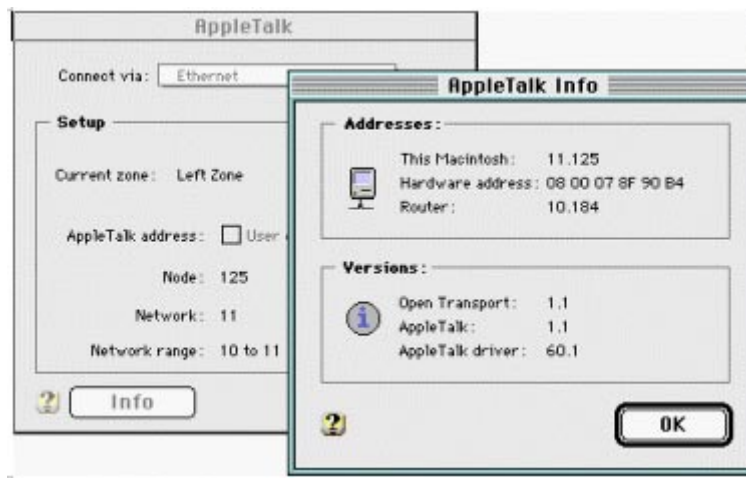 AppleTalk
Connect via: Ethernet
Setup
Current zone: Left Zone
AppleTalk address: User
Node: 125
Network: 11
Network range: 10 to 11
Info
AppleTalk Info
Addresses:
This Macintosh: 11.125
Hardware address: 08 00 07 8F 90 B4
Router: 10.184
Versions:
Open Transport: 1.1
AppleTalk: 1.1
AppleTalk driver: 60.1
OK